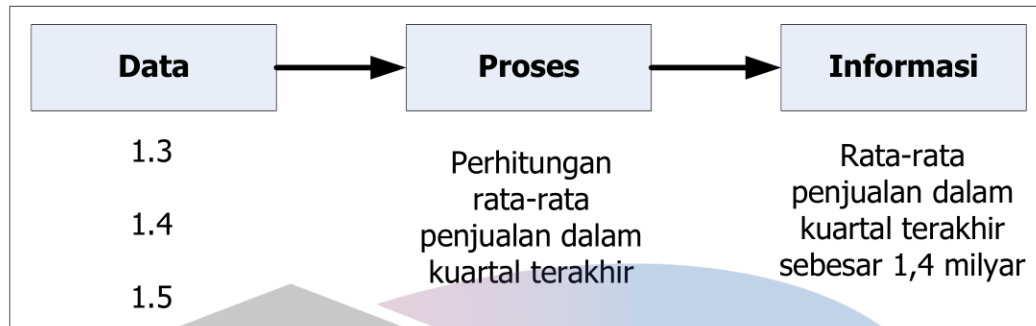 Data
Proses
Informasi
1.3
1.4
1.5
Perhitungan
rata-rata
penjualan dalam
kuartal terakhir
Rata-rata
penjualan dalam
kuartal terakhir
sebesar 1,4 milyar